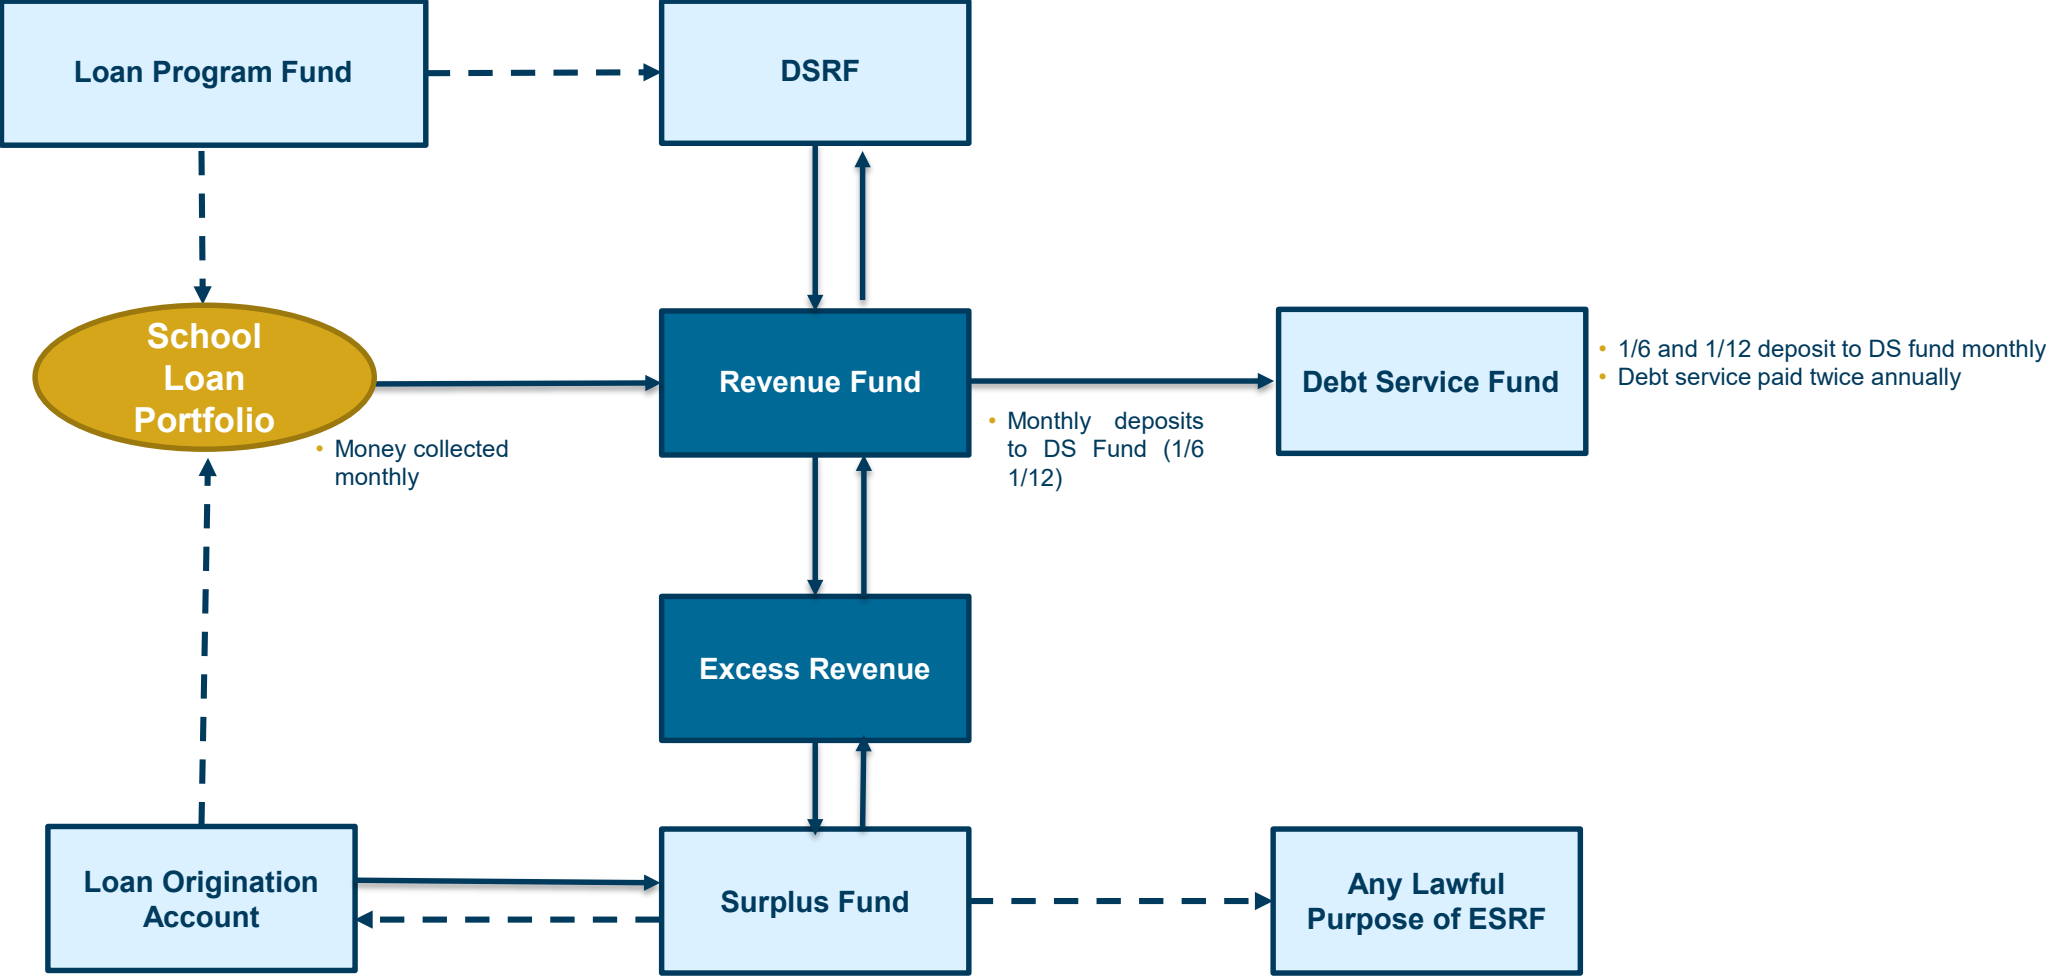 Loan Program Fund
DSRF
School
Loan
Portfolio
• Money collected
monthly
Revenue Fund
• Monthly deposits
to DS Fund (1/6
1/12)
Debt Service Fund
• 1/6 and 1/12 deposit to DS fund monthly
• Debt service paid twice annually
Excess Revenue
Loan Origination
Account
Surplus Fund
Any Lawful
Purpose of ESRF